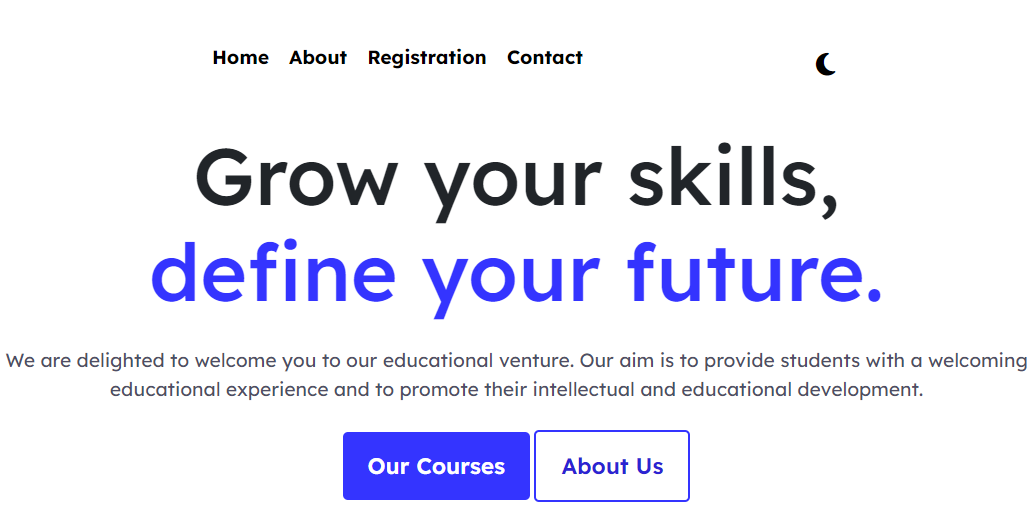 Home About Registration Contact
Grow your skills,
define your future.
We are delighted to welcome you to our educational venture. Our aim is to provide students with a welcoming
educational experience and to promote their intellectual and educational development.
Our Courses About Us